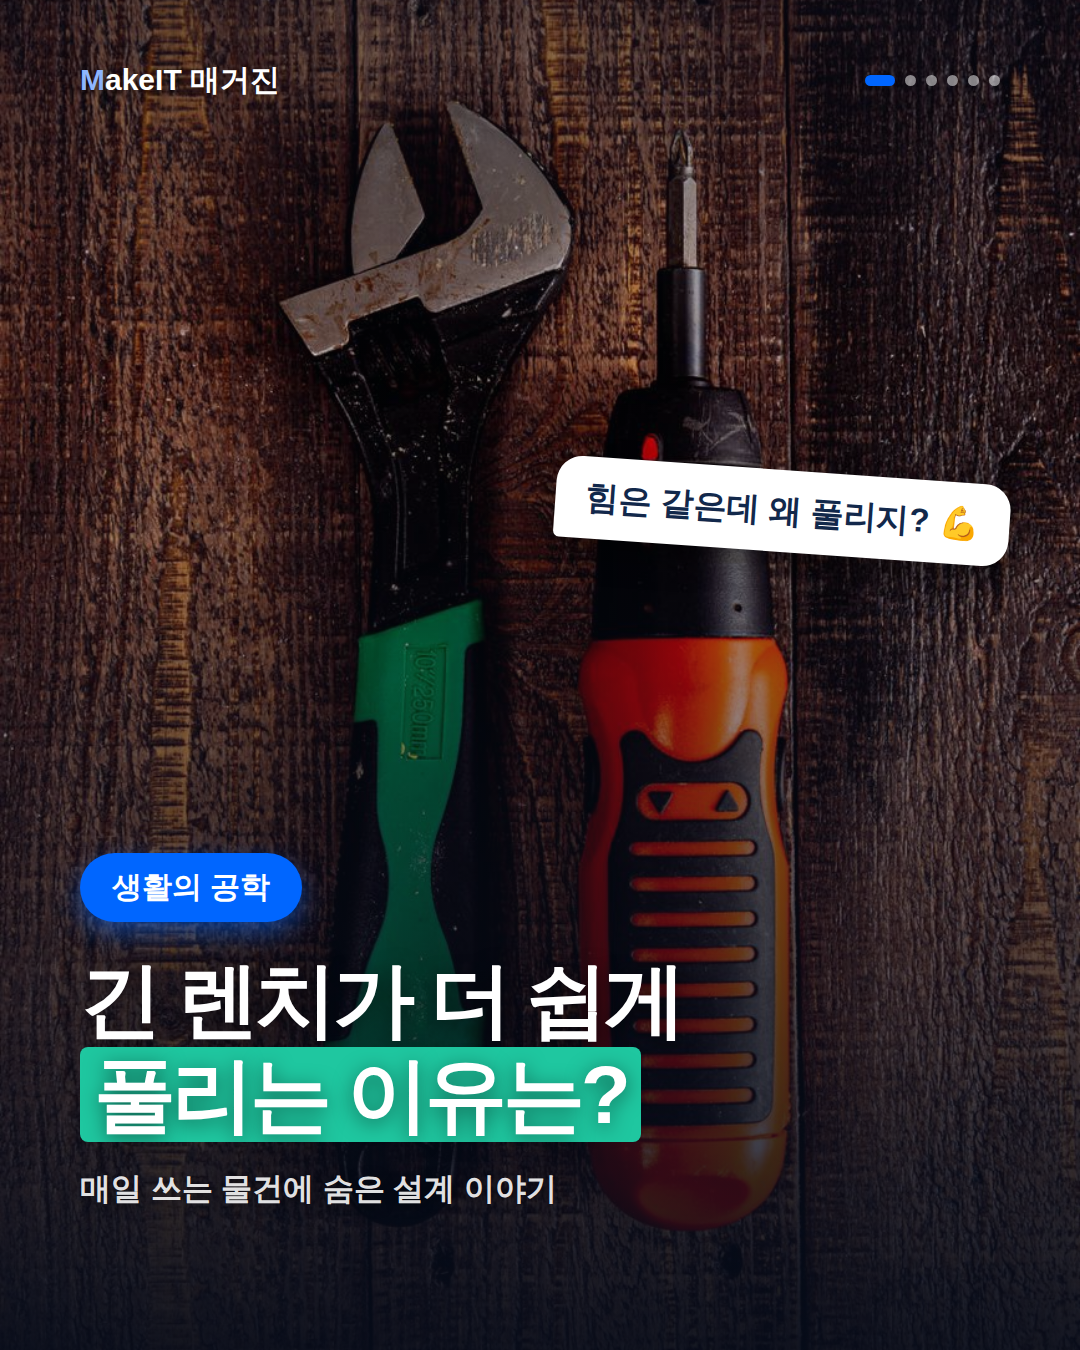 MakeIT 매거진
힘은 같은데 왜 풀리지? 💪
10"/250mm
생활의 공학
긴 렌치가 더 쉽게
풀리는 이유는?
매일 쓰는 물건에 숨은 설계 이야기